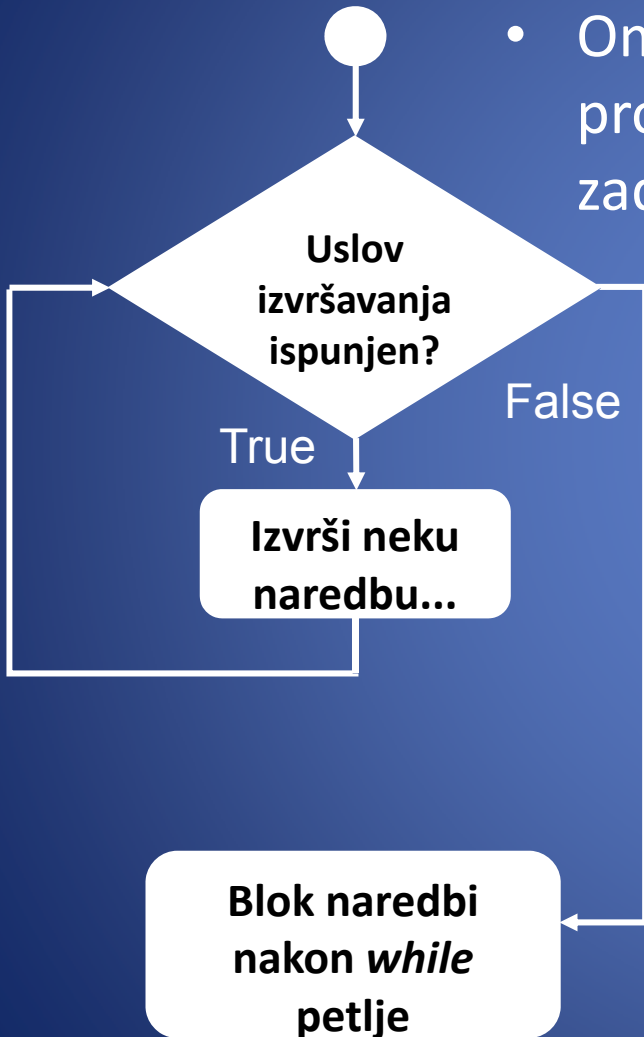 Uslov
izvršavanja
ispunjen?
False
True
Izvrši neku
naredbu...
Blok naredbi
nakon while
petlje